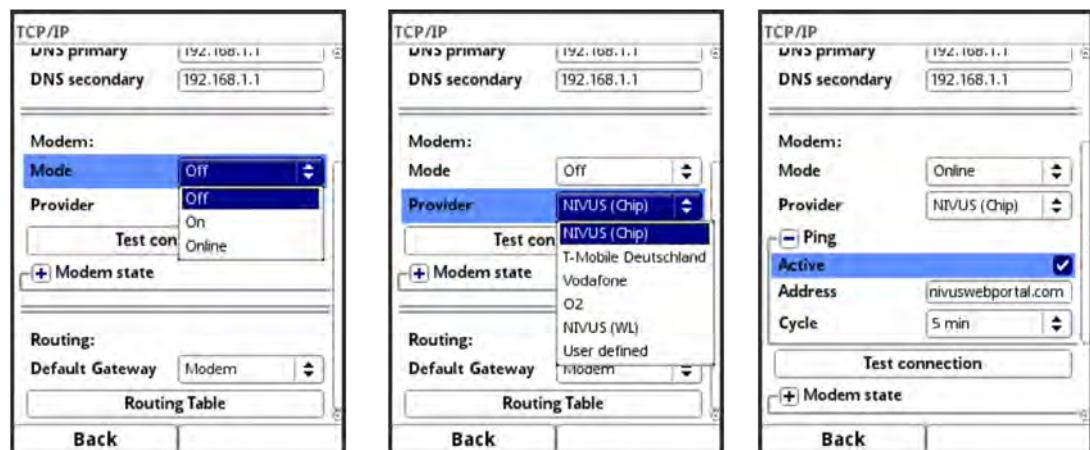 TCP/IP
DNS primary 192.168.1.1
DNS secondary 192.168.1.1
Modem:
Mode Off
Off
Provider
On
Online
Test con
Modem state
Routing:
Default Gateway Modem
Routing Table
Back
TCP/IP
DNS primary 192.168.1.1
DNS secondary 192.168.1.1
Modem:
Mode Off
Provider NIVUS (Chip)
NIVUS (Chip)
Test con
T-Mobile Deutschland
Modem state
Vodafone
O2
NIVUS (WL)
Routing:
User defined
Default Gateway Modem
Routing Table
Back
TCP/IP
DNS primary 192.168.1.1
DNS secondary 192.168.1.1
Modem:
Mode Online
Provider NIVUS (Chip)
Ping
Active
Address nivuswebportal.com
Cycle 5 min
Test connection
Modem state
Back